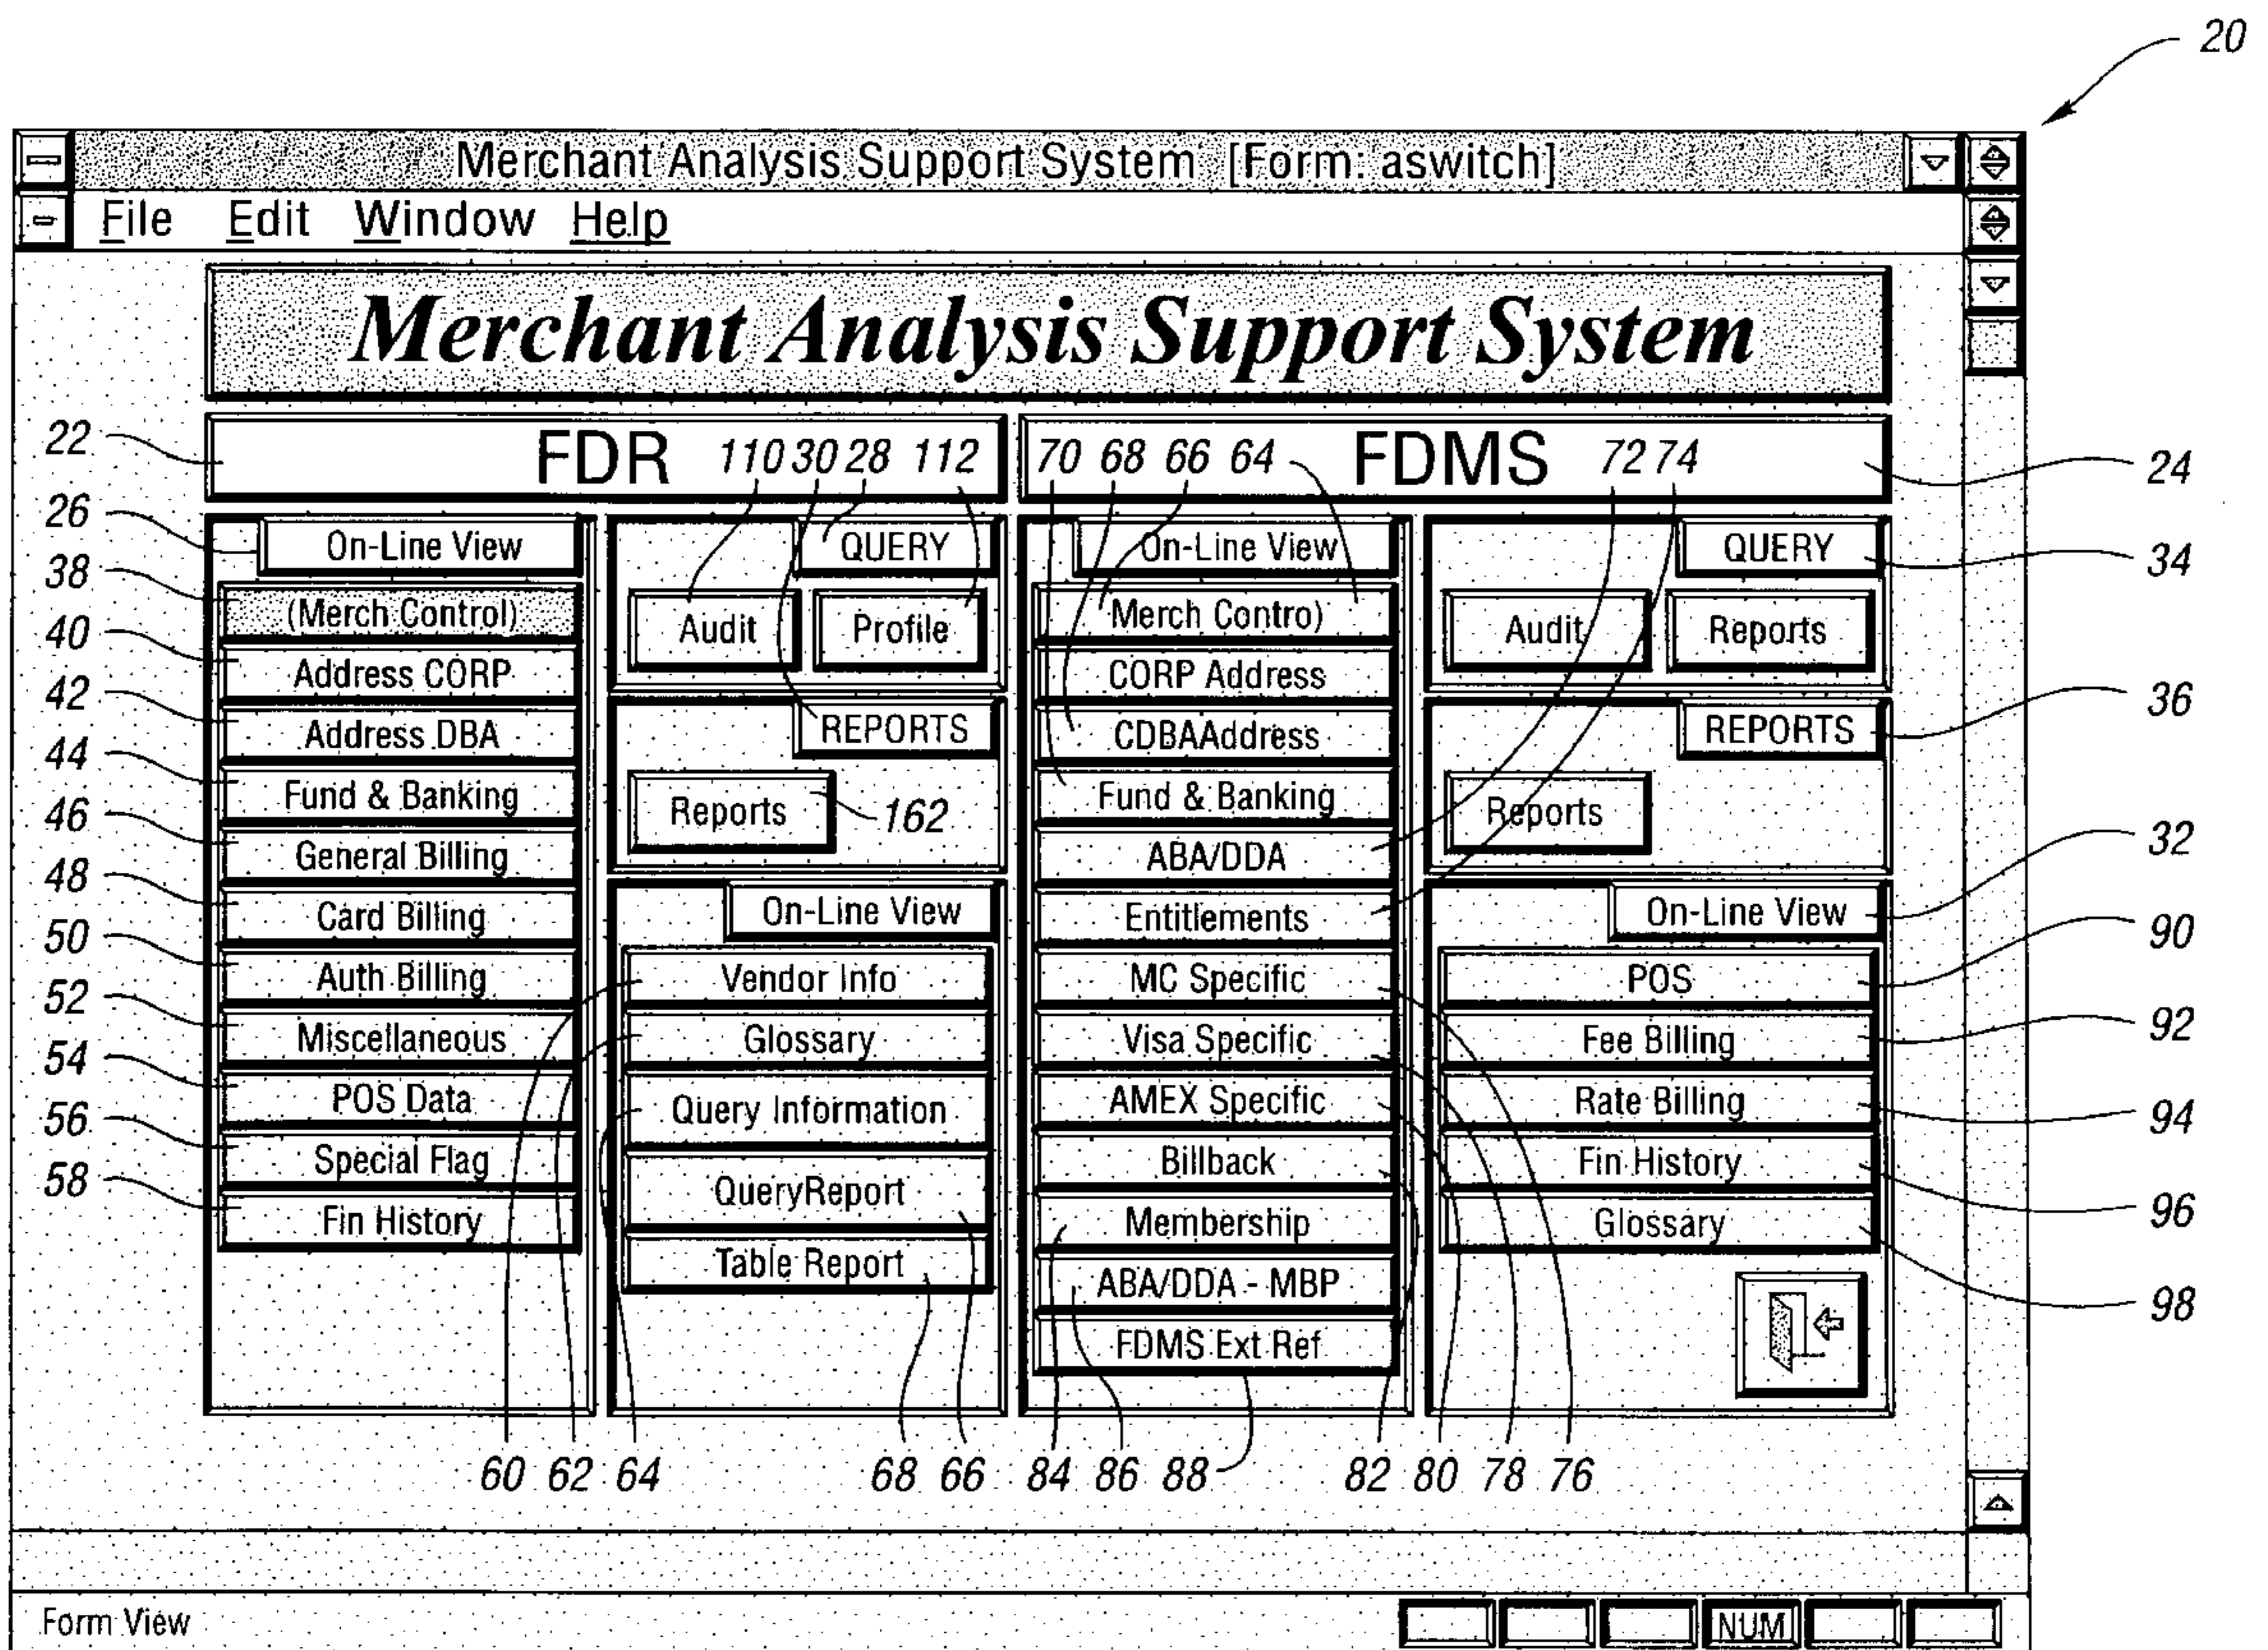 20
Merchant Analysis Support System [Form: aswitch]
File Edit Window Help
Merchant Analysis Support System
22 FDR 110 30 28 112 70 68 66 64 FDMS 72 74 24
26 On-Line View QUERY On-Line View QUERY 34
38 (Merch Control) Audit Profile Merch Contro) Audit Reports
40 Address CORP CORP Address
42 Address DBA REPORTS CDBAAddress REPORTS 36
44 Fund & Banking Reports 162 Fund & Banking Reports
46 General Billing ABA/DDA 32
48 Card Billing On-Line View Entitlements On-Line View 90
50 Auth Billing Vendor Info MC Specific POS
52 Miscellaneous Glossary Visa Specific Fee Billing 92
54 POS Data Query Information AMEX Specific Rate Billing 94
56 Special Flag QueryReport Billback Fin History 96
58 Fin History Table Report Membership Glossary
ABA/DDA - MBP 98
FDMS Ext Ref
60 62 64 68 66 84 86 88 82 80 78 76
Form View NUM